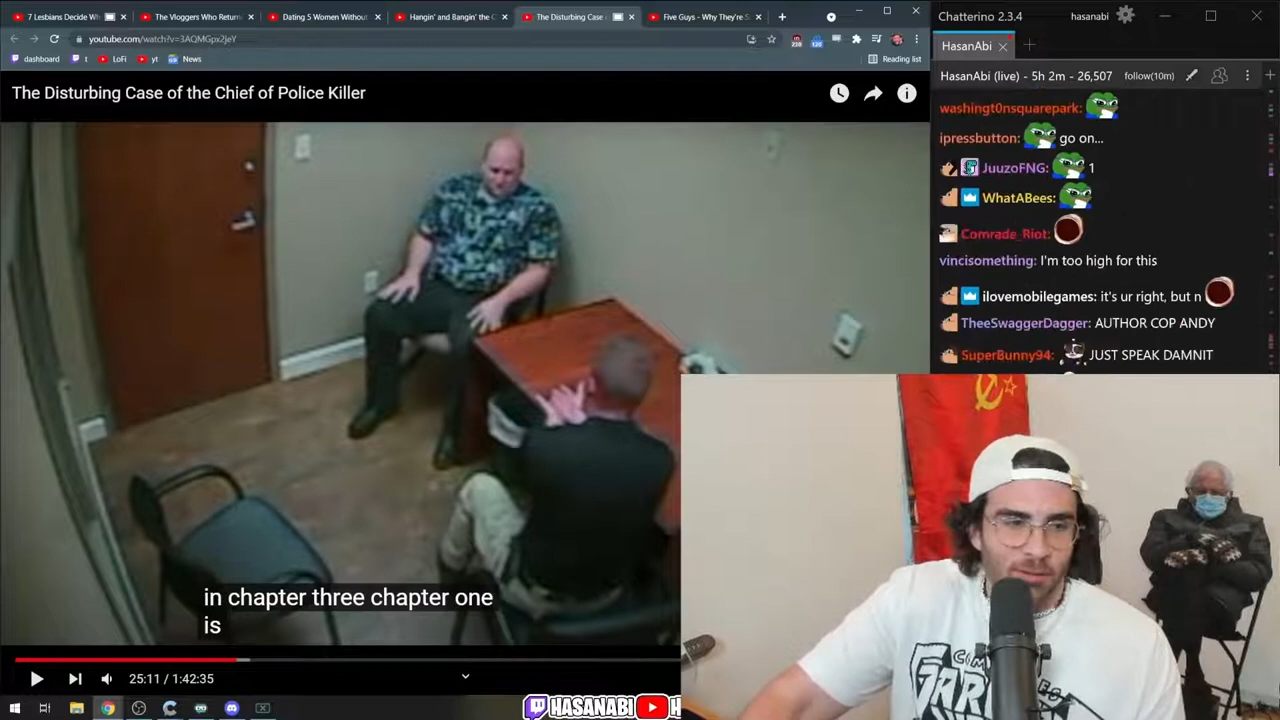 7 Lesbians Decide Wh
The Vloggers Who Return
Dating 5 Women Without
Hangin' and Bangin' the C
The Disturbing Case
Five Guys - Why They're S
youtube.com/watch?v=3AQMGpx2jeY
dashboard
t
LoFi
yt
News
Reading list
The Disturbing Case of the Chief of Police Killer
in chapter three chapter one
is
25:11 / 1:42:35
HASANABI
Chatterino 2.3.4
hasanabi
HasanAbi
HasanAbi (live) - 5h 2m - 26,507
follow(10m)
washingt0nsquarepark:
ipressbutton: go on...
JuuzoFNG: 1
WhatABees:
Comrade_Riot:
vincisomething: I'm too high for this
ilovemobilegames: it's ur right, but n
TheeSwaggerDagger: AUTHOR COP ANDY
SuperBunny94: JUST SPEAK DAMNIT